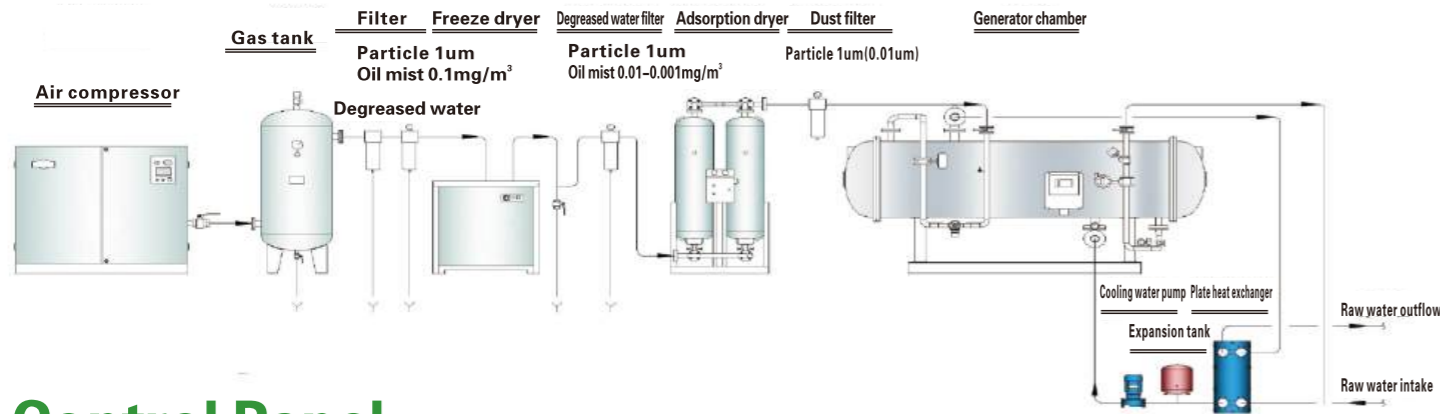 Filter
Freeze dryer
Degreased water filter
Adsorption dryer
Dust filter
Generator chamber
Gas tank
Particle 1um
Oil mist 0.1mg/m³
Particle 1um
Oil mist 0.01–0.001mg/m³
Particle 1um(0.01um)
Air compressor
Degreased water
Cooling water pump
Plate heat exchanger
Expansion tank
Raw water outflow
Raw water intake
Control Panel